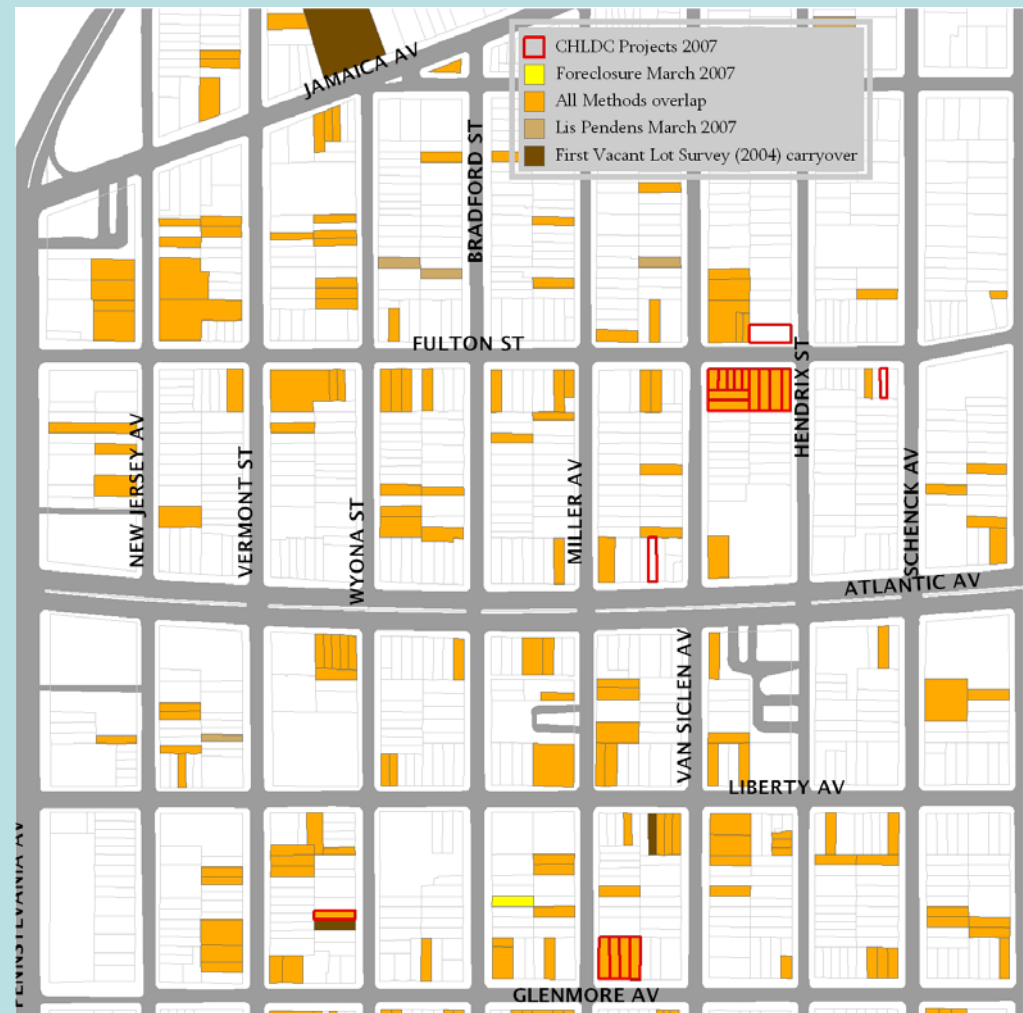 CHLDC Projects 2007
Foreclosure March 2007
All Methods overlap
Lis Pendens March 2007
First Vacant Lot Survey (2004) carryover
JAMAICA AV
BRADFORD ST
FULTON ST
HENDRIX ST
NEW JERSEY AV
VERMONT ST
WYONA ST
MILLER AV
SCHENCK AV
ATLANTIC AV
VAN SICLEN AV
LIBERTY AV
PENNSYLVANIA AV
GLENMORE AV